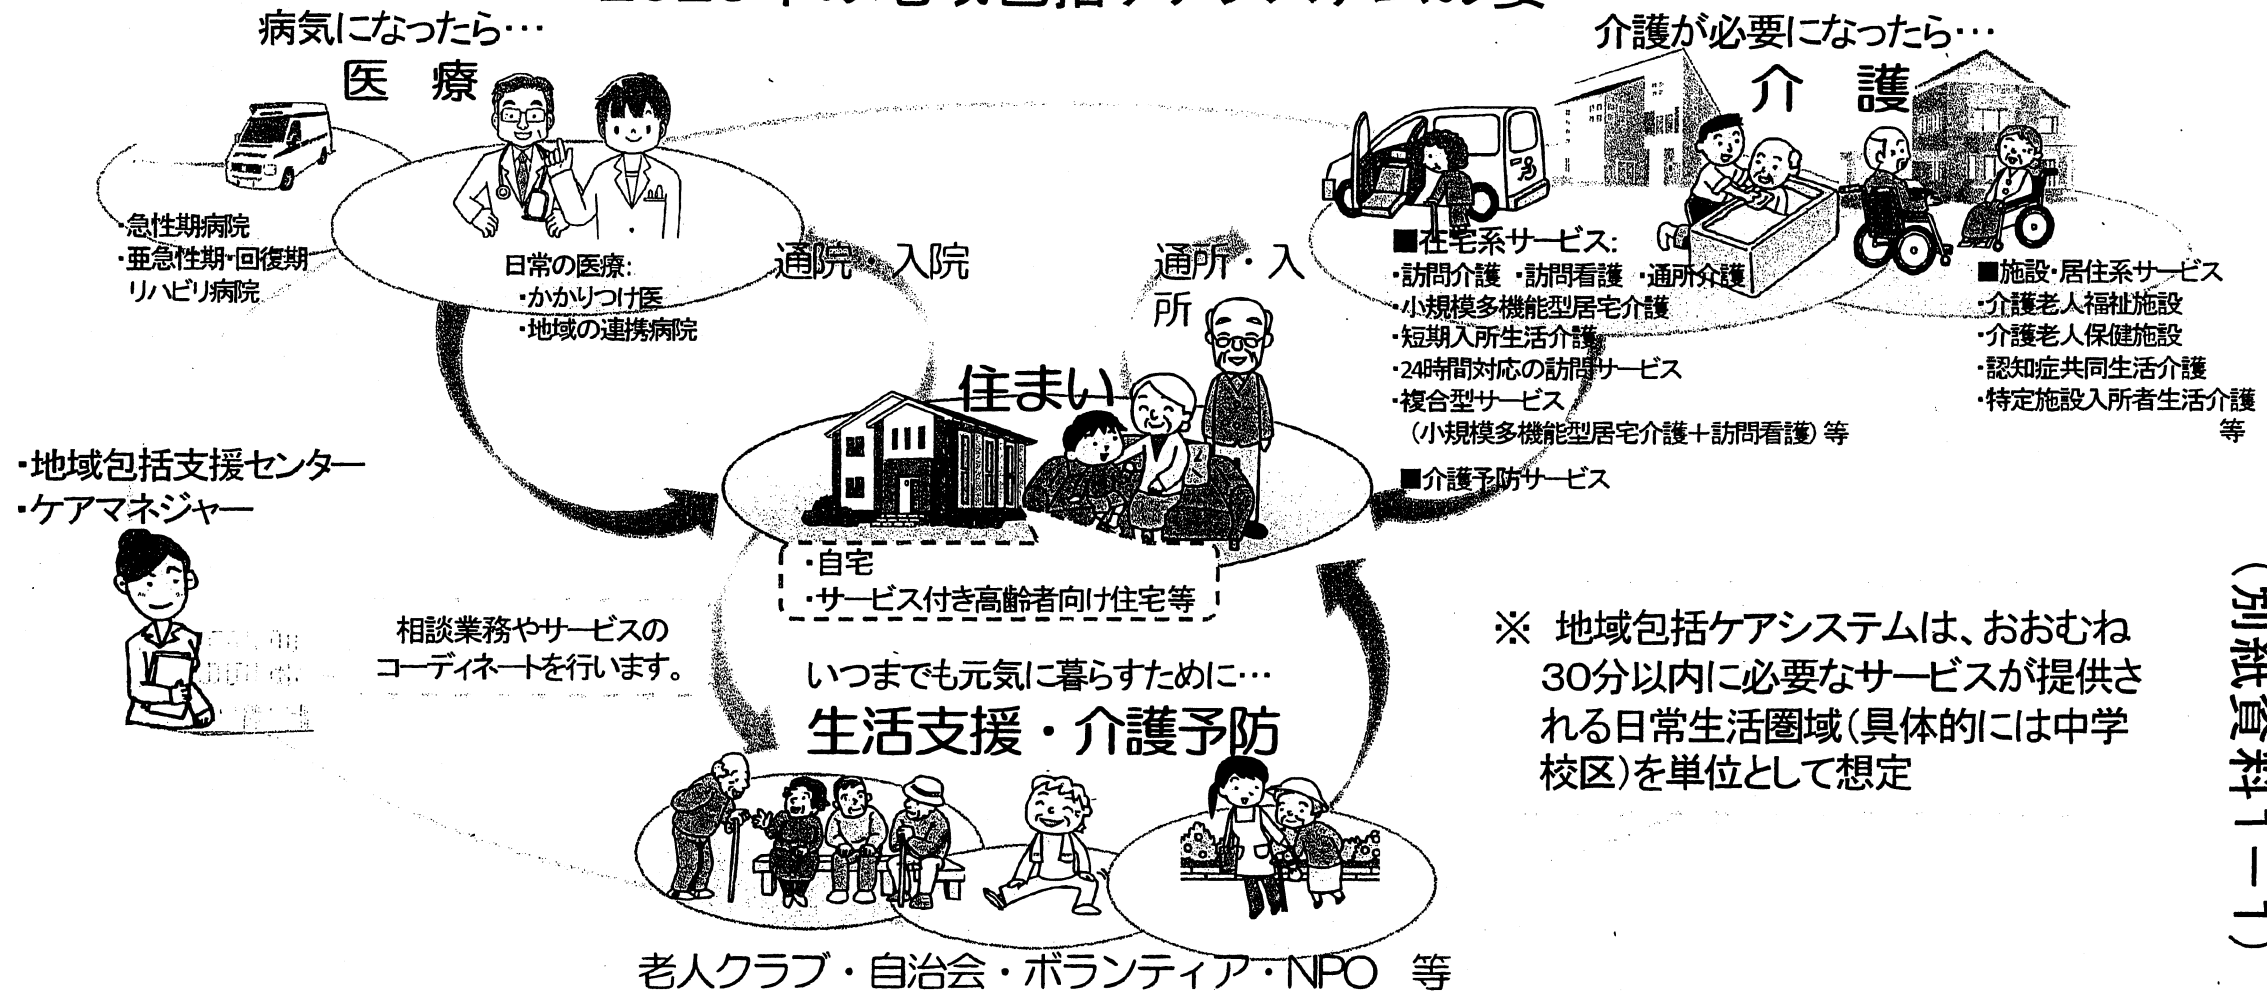 病気になったら…
医 療
・急性期病院
・亜急性期・回復期
リハビリ病院
日常の医療:
・かかりつけ医
・地域の連携病院
通院・入院
通所・入
所
介護が必要になったら…
介 護
■在宅系サービス:
・訪問介護 ・訪問看護 ・通所介護
・小規模多機能型居宅介護
・短期入所生活介護
・24時間対応の訪問サービス
・複合型サービス
(小規模多機能型居宅介護+訪問看護)等
■介護予防サービス
■施設・居住系サービス
・介護老人福祉施設
・介護老人保健施設
・認知症共同生活介護
・特定施設入所者生活介護
等
住まい
・自宅
・サービス付き高齢者向け住宅等
・地域包括支援センター
・ケアマネジャー
相談業務やサービスの
コーディネートを行います。
いつまでも元気に暮らすために…
生活支援・介護予防
老人クラブ・自治会・ボランティア・NPO 等
※ 地域包括ケアシステムは、おおむね
30分以内に必要なサービスが提供さ
れる日常生活圏域(具体的には中学
校区)を単位として想定
(別紙資料1-1)